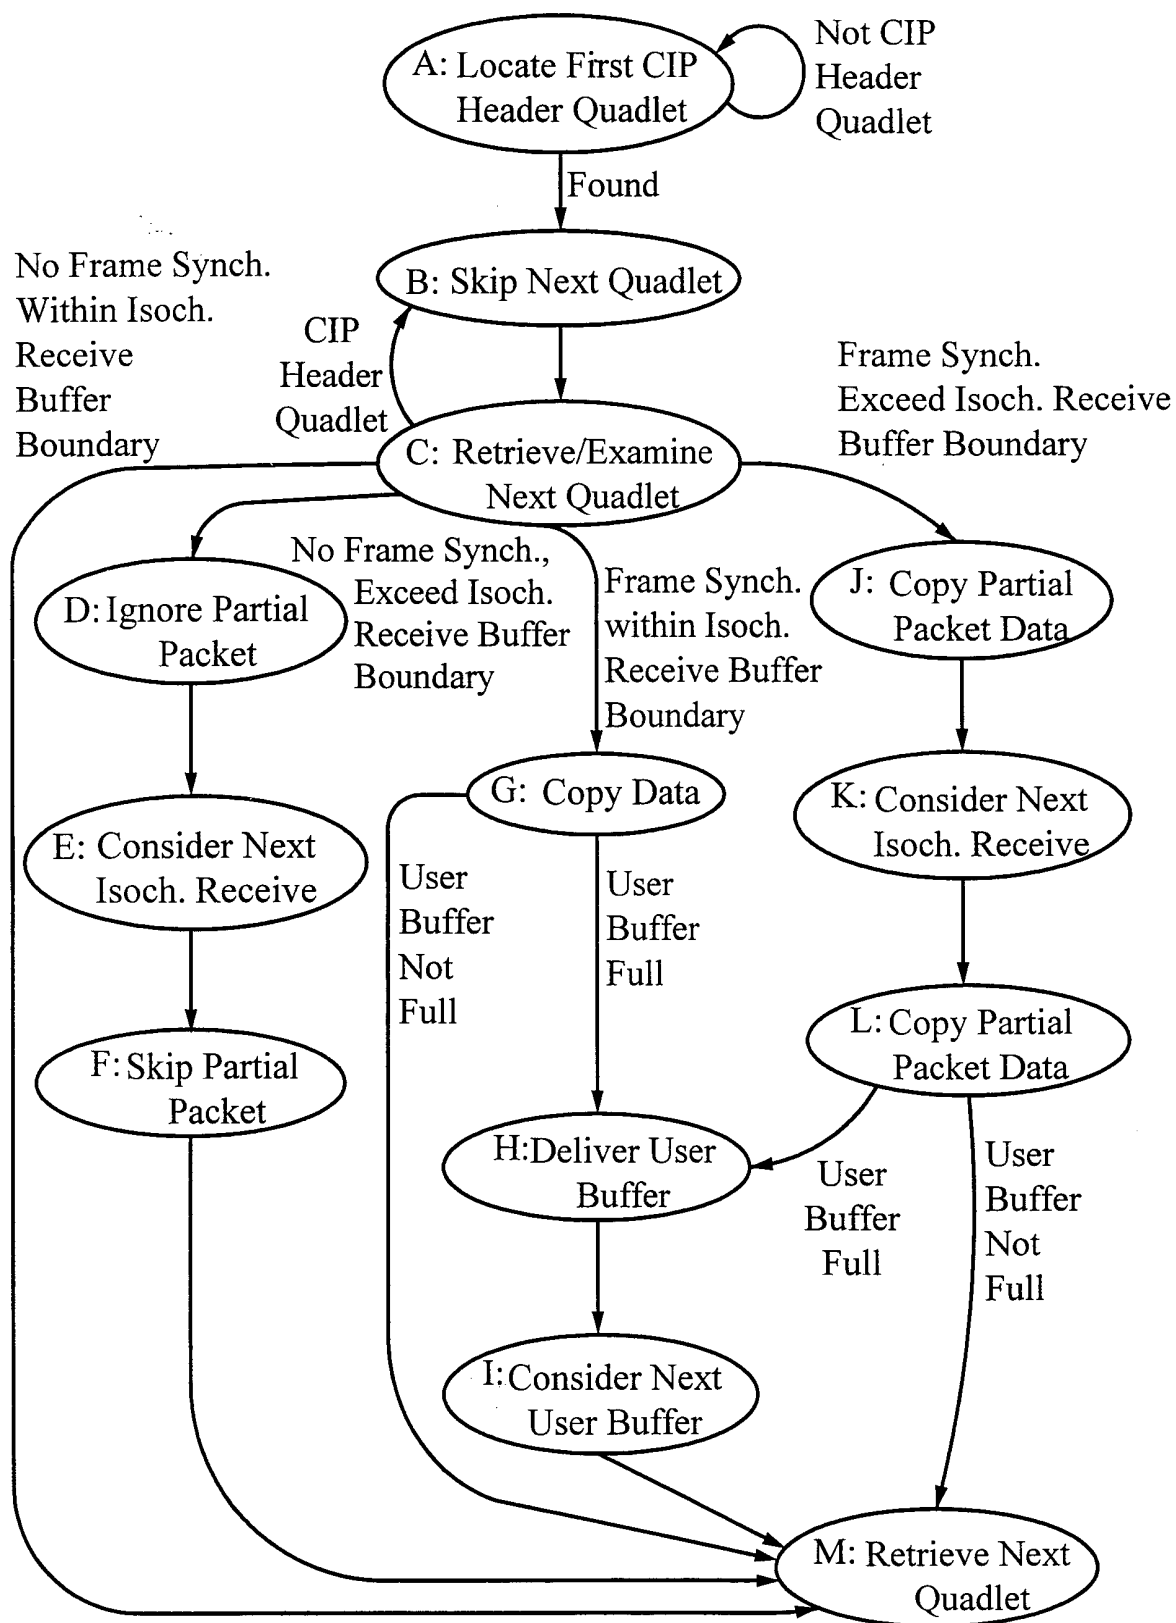 A: Locate First CIP
Header Quadlet
Not CIP
Header
Quadlet
Found
B: Skip Next Quadlet
No Frame Synch.
Within Isoch.
Receive
Buffer
Boundary
CIP
Header
Quadlet
Frame Synch.
Exceed Isoch. Receive
Buffer Boundary
C: Retrieve/Examine
Next Quadlet
No Frame Synch.,
Exceed Isoch.
Receive Buffer
Boundary
Frame Synch.
within Isoch.
Receive Buffer
Boundary
D: Ignore Partial
Packet
J: Copy Partial
Packet Data
G: Copy Data
E: Consider Next
Isoch. Receive
K: Consider Next
Isoch. Receive
User
Buffer
Not
Full
User
Buffer
Full
F: Skip Partial
Packet
L: Copy Partial
Packet Data
H: Deliver User
Buffer
User
Buffer
Full
User
Buffer
Not
Full
I: Consider Next
User Buffer
M: Retrieve Next
Quadlet